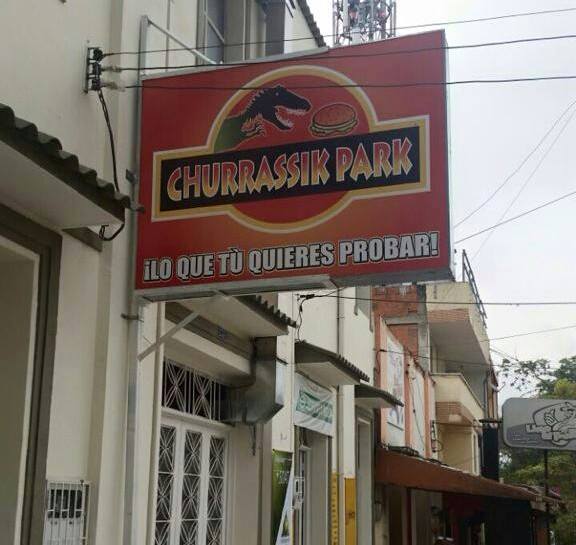 CHURRASSIK PARK
¡LO QUE TÙ QUIERES PROBAR!